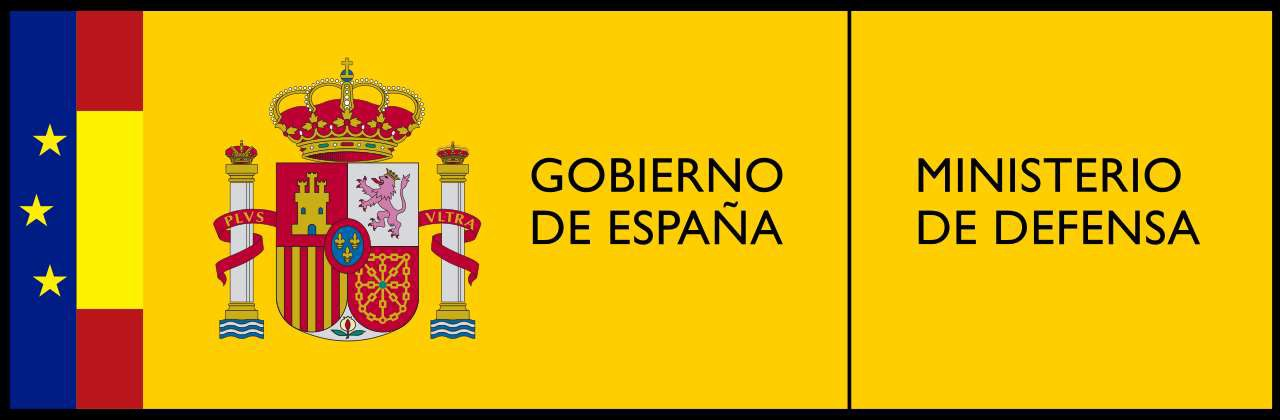 PLVS
VLTRA
GOBIERNO
DE ESPAÑA
MINISTERIO
DE DEFENSA